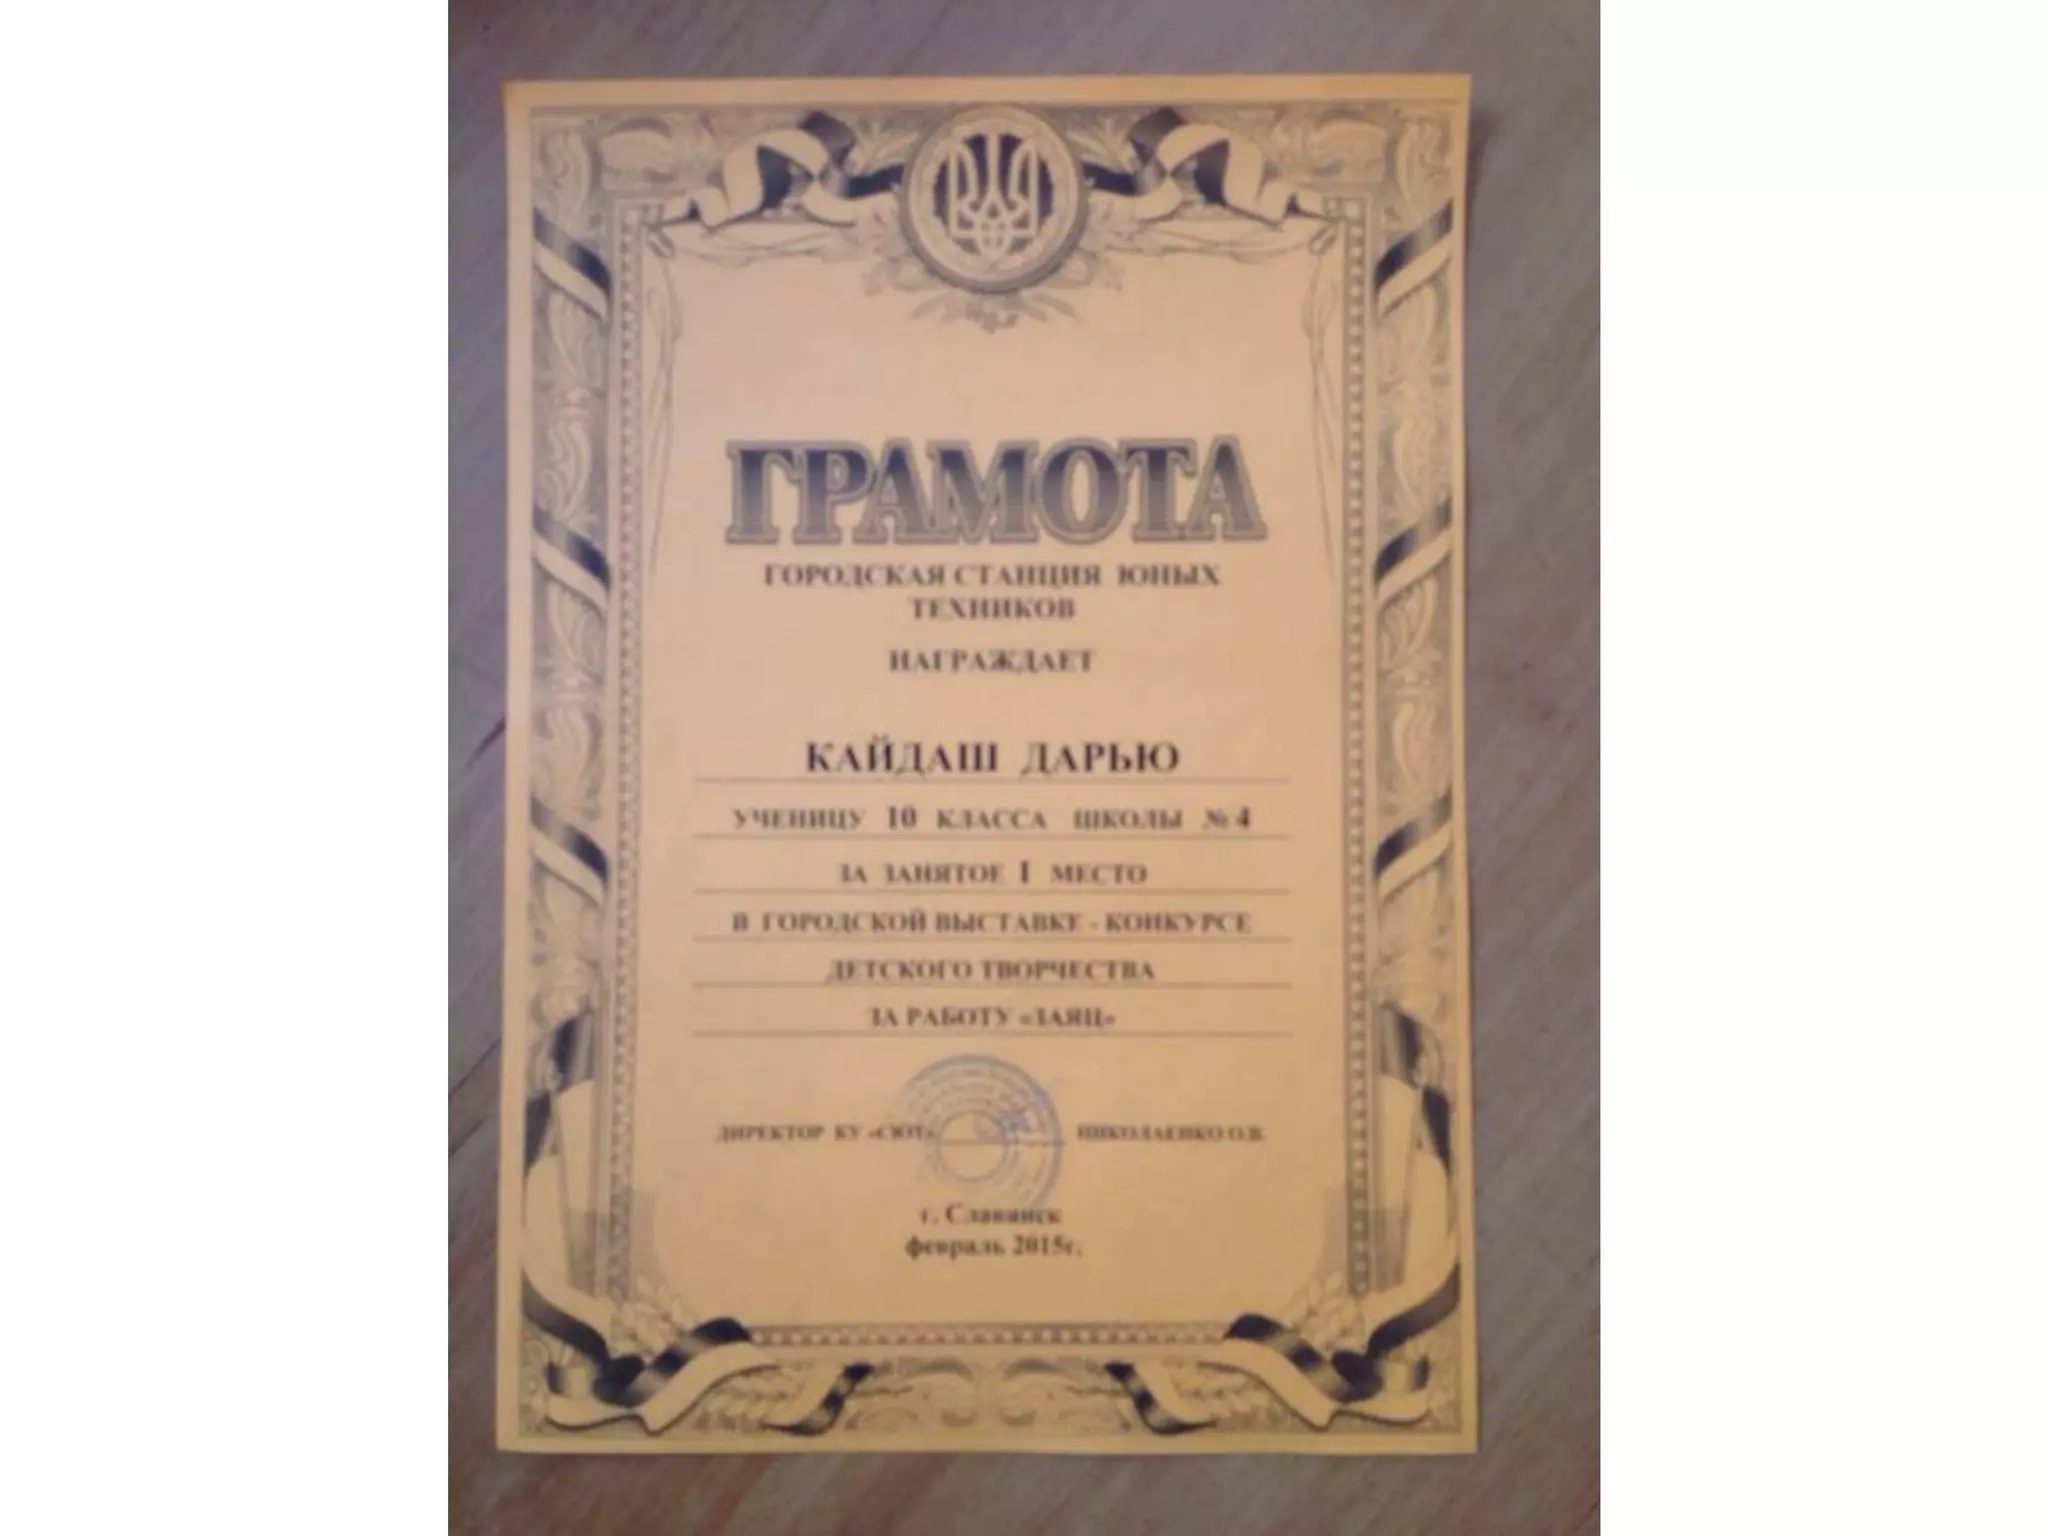 ГРАМОТА
ГОРОДСКАЯ СТАНЦИЯ ЮНЫХ
ТЕХНИКОВ
НАГРАЖДАЕТ
КАЙДАШ ДАРЬЮ
УЧЕНИЦУ 10 КЛАССА ШКОЛЫ № 4
ЗА ЗАНЯТОЕ I МЕСТО
В ГОРОДСКОЙ ВЫСТАВКЕ - КОНКУРСЕ
ДЕТСКОГО ТВОРЧЕСТВА
ЗА РАБОТУ «ЗАЯЦ»
ДИРЕКТОР КУ «СЮТ» НИКОЛАЕНКО О.В.
г. Славянск
февраль 2015г.